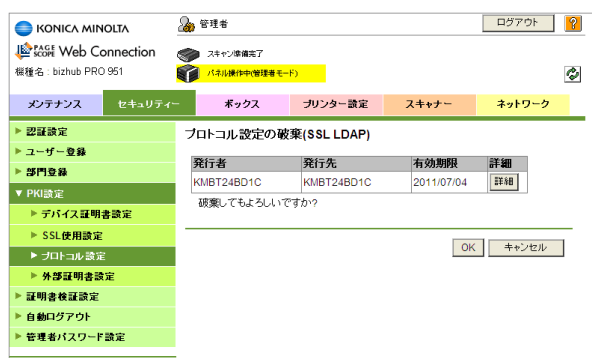 KONICA MINOLTA
管理者
ログアウト
?
PAGE SCOPE Web Connection
スキャン準備完了
機種名 : bizhub PRO 951
パネル操作中(管理者モード)
メンテナンス
セキュリティー
ボックス
プリンター設定
スキャナー
ネットワーク
認証設定
ユーザー登録
部門登録
PKI設定
デバイス証明書設定
SSL使用設定
プロトコル設定
外部証明書設定
証明書検証設定
自動ログアウト
管理者パスワード設定
プロトコル設定の破棄(SSL LDAP)
発行者 発行先 有効期限 詳細
KMBT24BD1C KMBT24BD1C 2011/07/04 詳細
破棄してもよろしいですか?
OK キャンセル